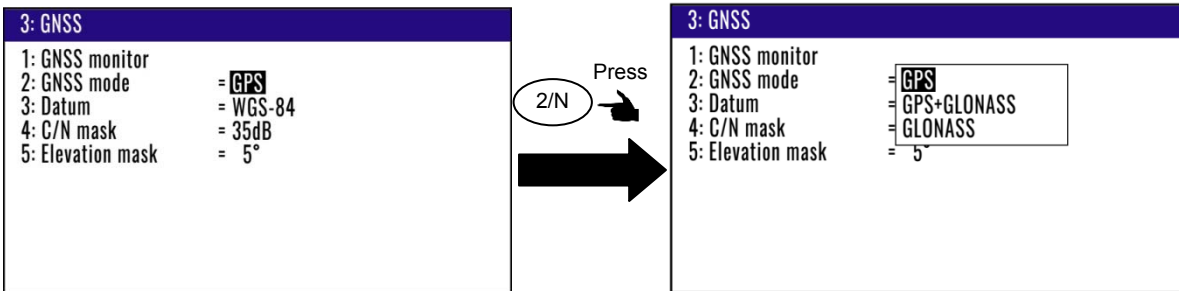 3: GNSS
1: GNSS monitor
2: GNSS mode = GPS
3: Datum = WGS-84
4: C/N mask = 35dB
5: Elevation mask = 5°
Press
2/N
3: GNSS
1: GNSS monitor
2: GNSS mode = GPS
3: Datum = GPS+GLONASS
4: C/N mask = GLONASS
5: Elevation mask = 5°